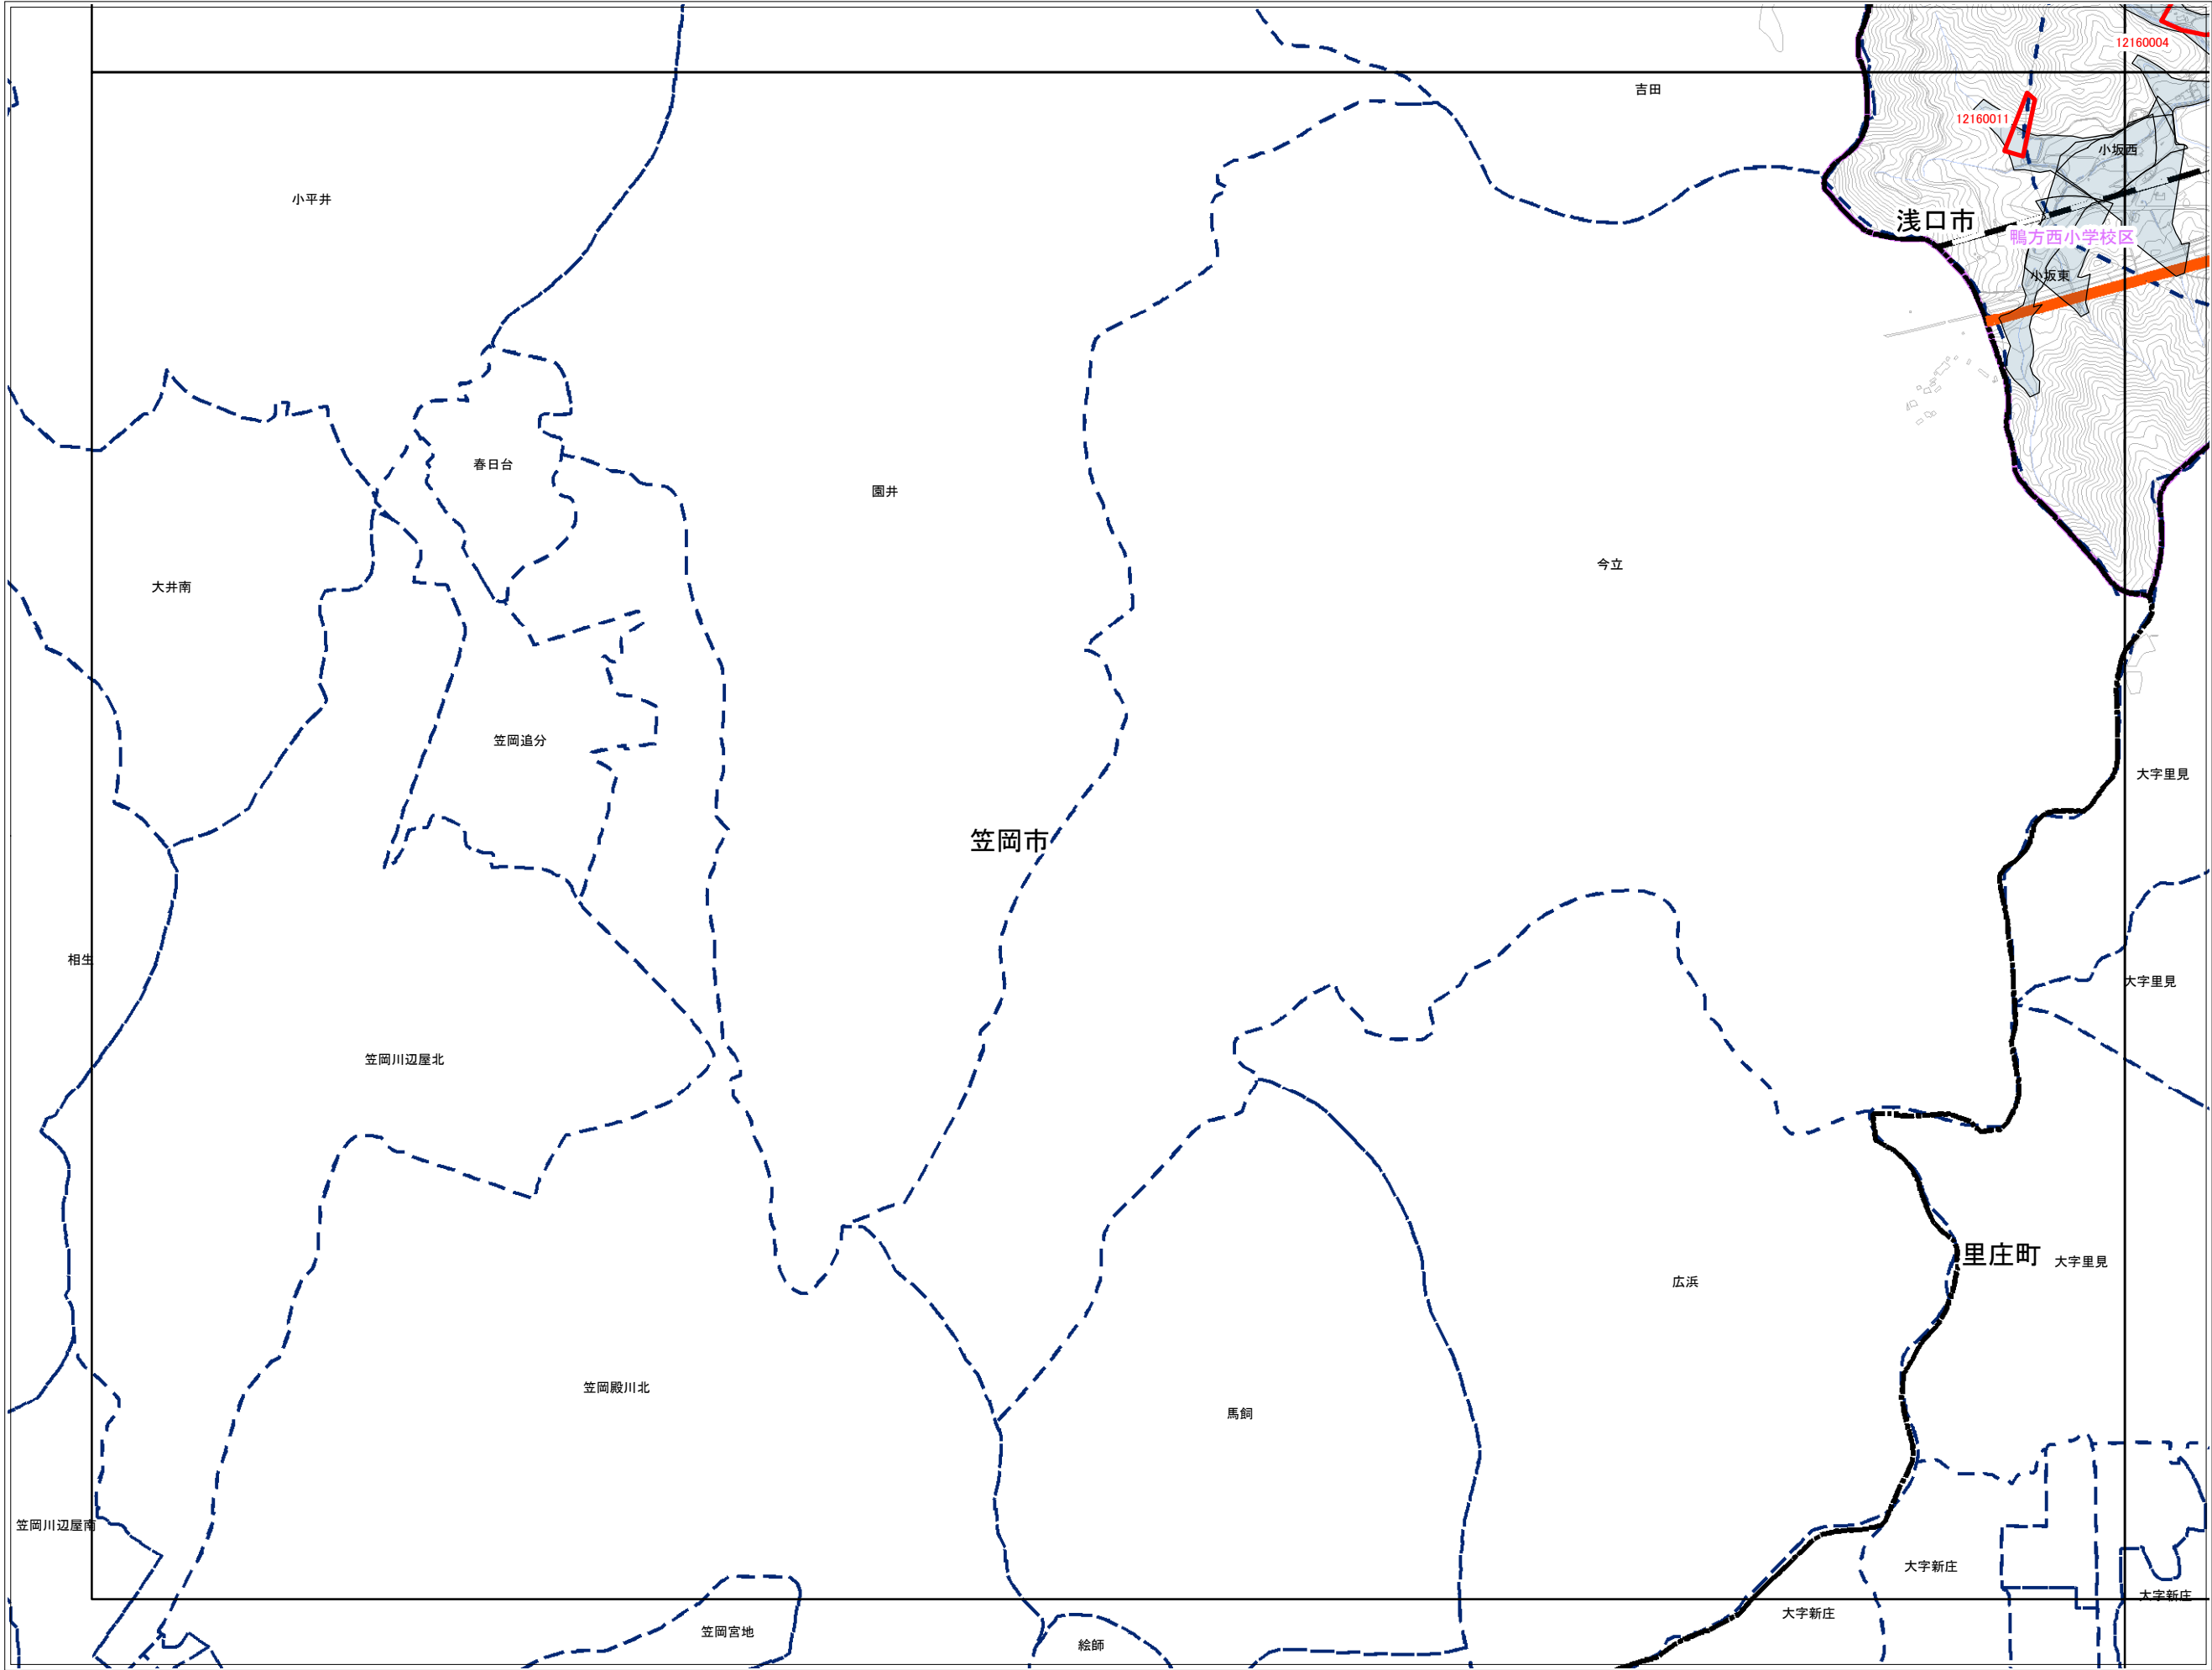 12160004
吉田
12160011
小坂西
小平井
浅口市
鴨方西小学校区
小坂東
春日台
園井
今立
大井南
笠岡追分
大字里見
笠岡市
相生
大字里見
笠岡川辺屋北
里庄町
大字里見
広浜
笠岡殿川北
馬飼
笠岡川辺屋南
大字新庄
大字新庄
大字新庄
笠岡宮地
絵師